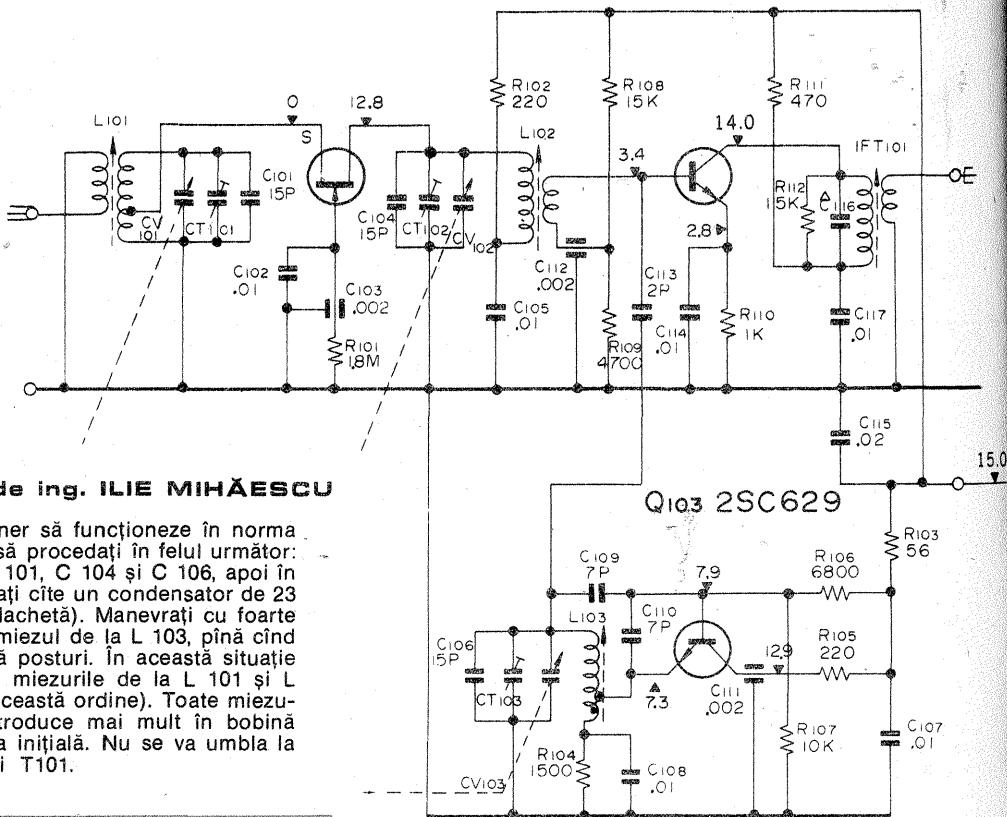 R102
220
R108
15K
R111
470
L101
0
12.8
S
L102
14.0
3.4
IFT101
C101
15P
R112
15K
C116
CV
101
CT101
C104
15P
CT102
CV102
2.8
C102
.01
C103
.002
C112
.002
C113
2P
C105
.01
C114
.01
R110
1K
C117
.01
R101
1.8M
R109
4700
C115
.02
15.0
de ing. ILIE MIHĂESCU
Q103 2SC629
ner să funcționeze în norma
să procedați în felul următor:
101, C 104 și C 106, apoi în
ați cîte un condensator de 23
lachetă). Manevrați cu foarte
miezul de la L 103, pînă cînd
ă posturi. În această situație
miezurile de la L 101 și L
această ordine). Toate miezu-
troduce mai mult în bobină
a inițială. Nu se va umbla la
i T101.
R103
56
C109
7P
7.9
R106
6800
L103
C110
7P
C106
15P
R105
220
12.9
CT103
7.3
C111
.002
R107
10K
C107
.01
R104
1500
C108
.01
CV103